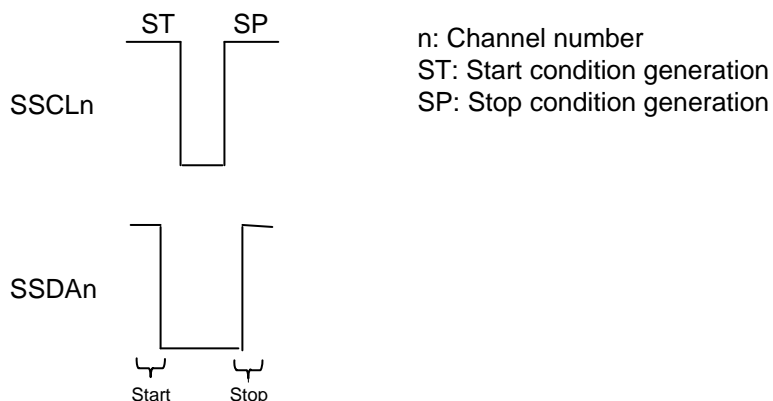 ST SP
SSCLn
n: Channel number
ST: Start condition generation
SP: Stop condition generation
SSDAn
Start Stop